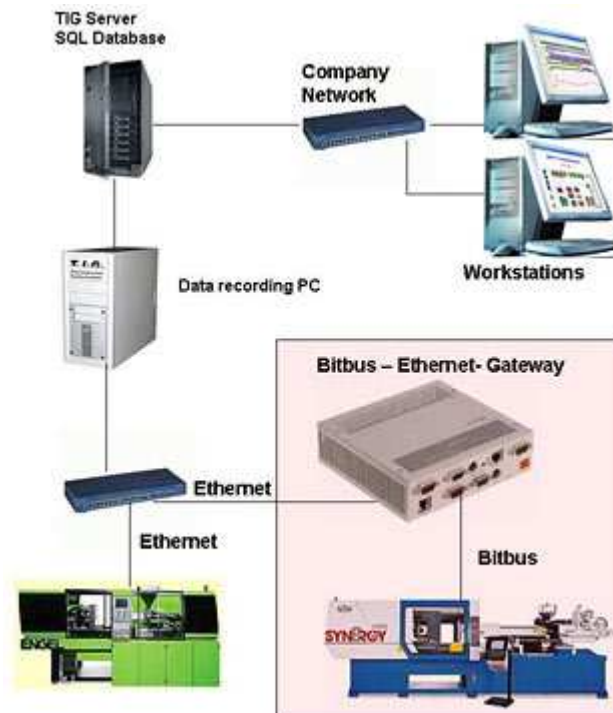 TIG Server
SQL Database
Company
Network
Workstations
T.I.G.
Data recording PC
Bitbus – Ethernet- Gateway
Ethernet
Ethernet
Bitbus
ENGEL
SYNERGY